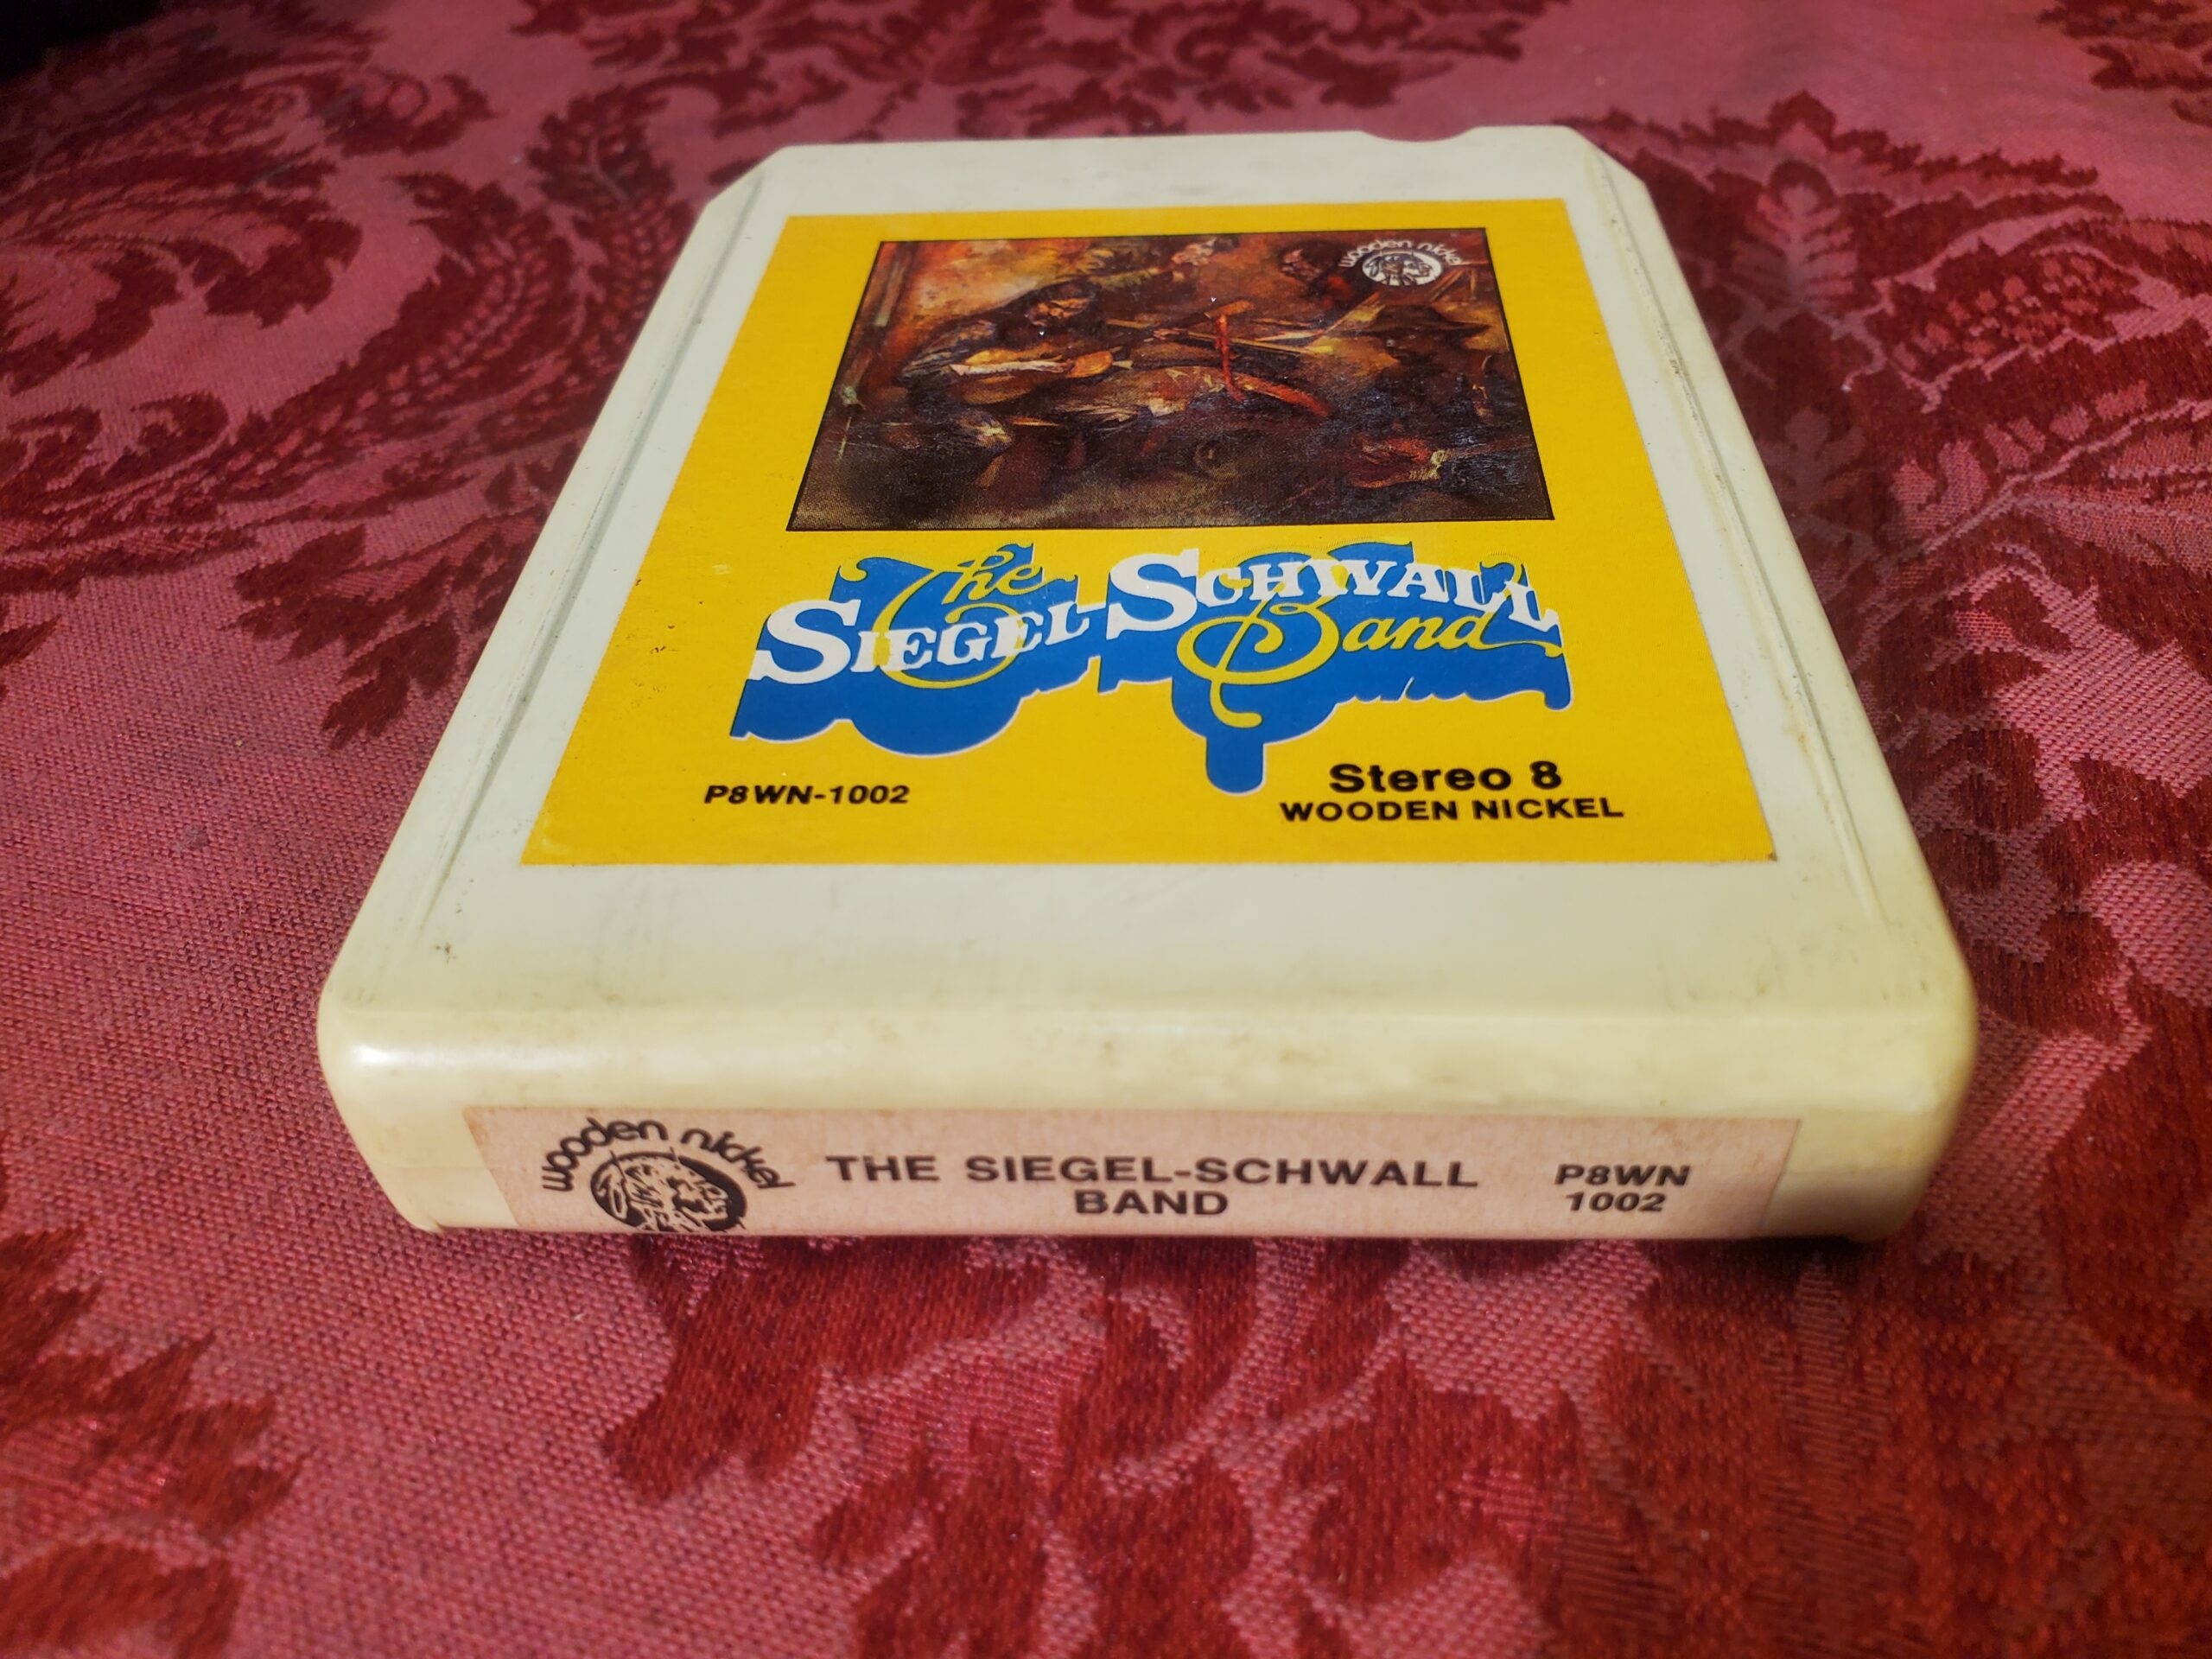 wooden nickel
The
SIEGEL-SCHWALL
Band
P8WN-1002
Stereo 8
WOODEN NICKEL
wooden nickel
THE SIEGEL-SCHWALL
BAND
P8WN
1002